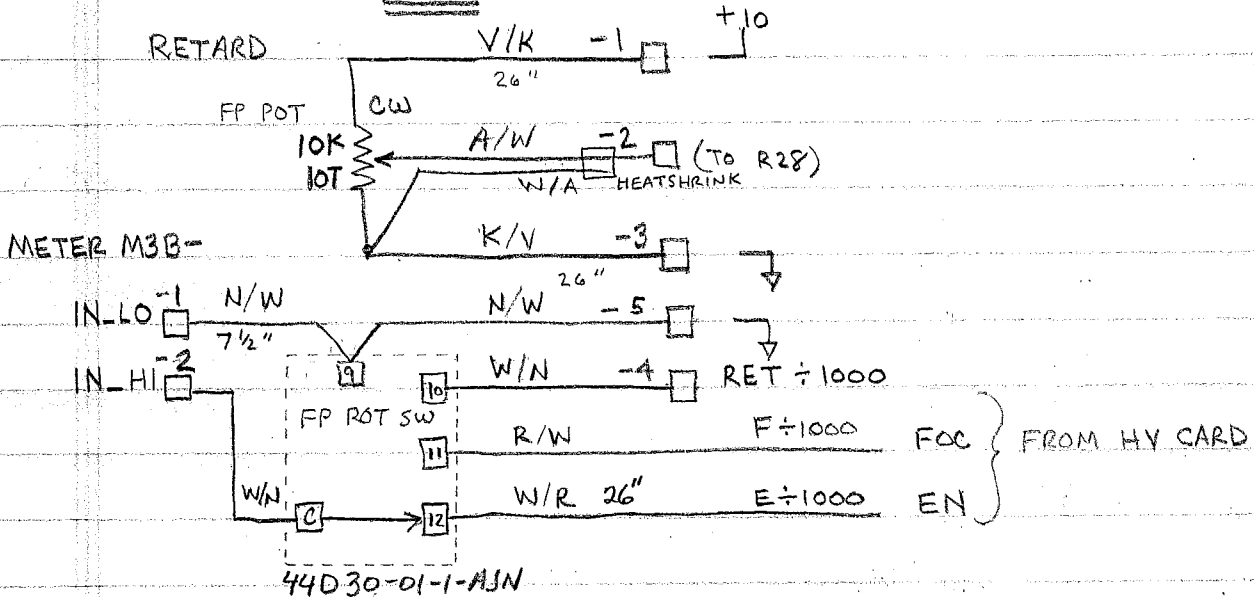 +10
RETARD V/K -1
26"
FP POT CW
10K A/W -2 (TO R28)
10T W/A HEATSHRINK
METER M3B- K/V -3
26"
IN_LO -1 N/W N/W -5
7½"
IN_HI -2 9 10 W/N -4 RET ÷1000
FP ROT SW
11 R/W F÷1000 FOC
FROM HV CARD
W/N C 12 W/R 26" E÷1000 EN
44D30-01-1-AJN